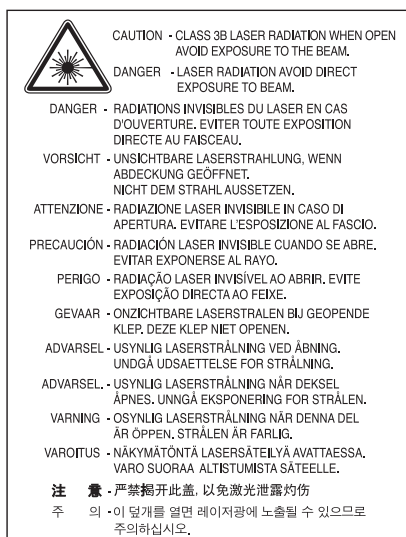 CAUTION - CLASS 3B LASER RADIATION WHEN OPEN
AVOID EXPOSURE TO THE BEAM.
DANGER - LASER RADIATION AVOID DIRECT
EXPOSURE TO BEAM.
DANGER - RADIATIONS INVISIBLES DU LASER EN CAS
D'OUVERTURE. EVITER TOUTE EXPOSITION
DIRECTE AU FAISCEAU.
VORSICHT - UNSICHTBARE LASERSTRAHLUNG, WENN
ABDECKUNG GEÖFFNET.
NICHT DEM STRAHL AUSSETZEN.
ATTENZIONE - RADIAZIONE LASER INVISIBILE IN CASO DI
APERTURA. EVITARE L'ESPOSIZIONE AL FASCIO.
PRECAUCIÓN - RADIACIÓN LASER INVISIBLE CUANDO SE ABRE.
EVITAR EXPONERSE AL RAYO.
PERIGO - RADIAÇÃO LASER INVISÍVEL AO ABRIR. EVITE
EXPOSIÇÃO DIRECTA AO FEIXE.
GEVAAR - ONZICHTBARE LASERSTRALEN BIJ GEOPENDE
KLEP. DEZE KLEP NIET OPENEN.
ADVARSEL - USYNLIG LASERSTRÅLNING VED ÅBNING.
UNDGÅ UDSAETTELSE FOR STRÅLNING.
ADVARSEL. - USYNLIG LASERSTRÅLNING NÅR DEKSEL
ÅPNES. UNNGÅ EKSPONERING FOR STRÅLEN.
VARNING - OSYNLIG LASERSTRÅLNING NÄR DENNA DEL
ÄR ÖPPEN. STRÅLEN ÄR FARLIG.
VAROITUS - NÄKYMÄTÖNTÄ LASERSÄTEILYÄ AVATTAESSA.
VARO SUORAA ALTISTUMISTA SÄTEELLE.
注 意 - 严禁揭开此盖, 以免激光泄露灼伤
주 의 - 이 덮개를 열면 레이저광에 노출될 수 있으므로
주의하십시오.